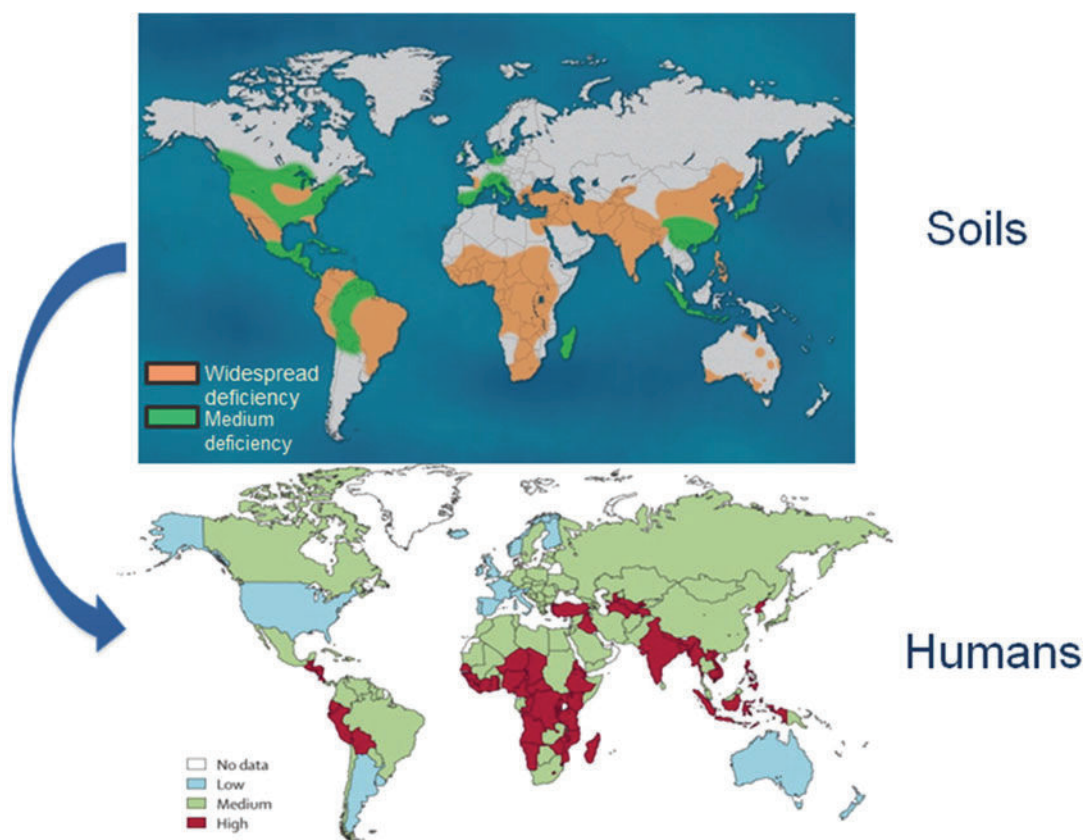 Soils
Widespread
deficiency
Medium
deficiency
Humans
No data
Low
Medium
High